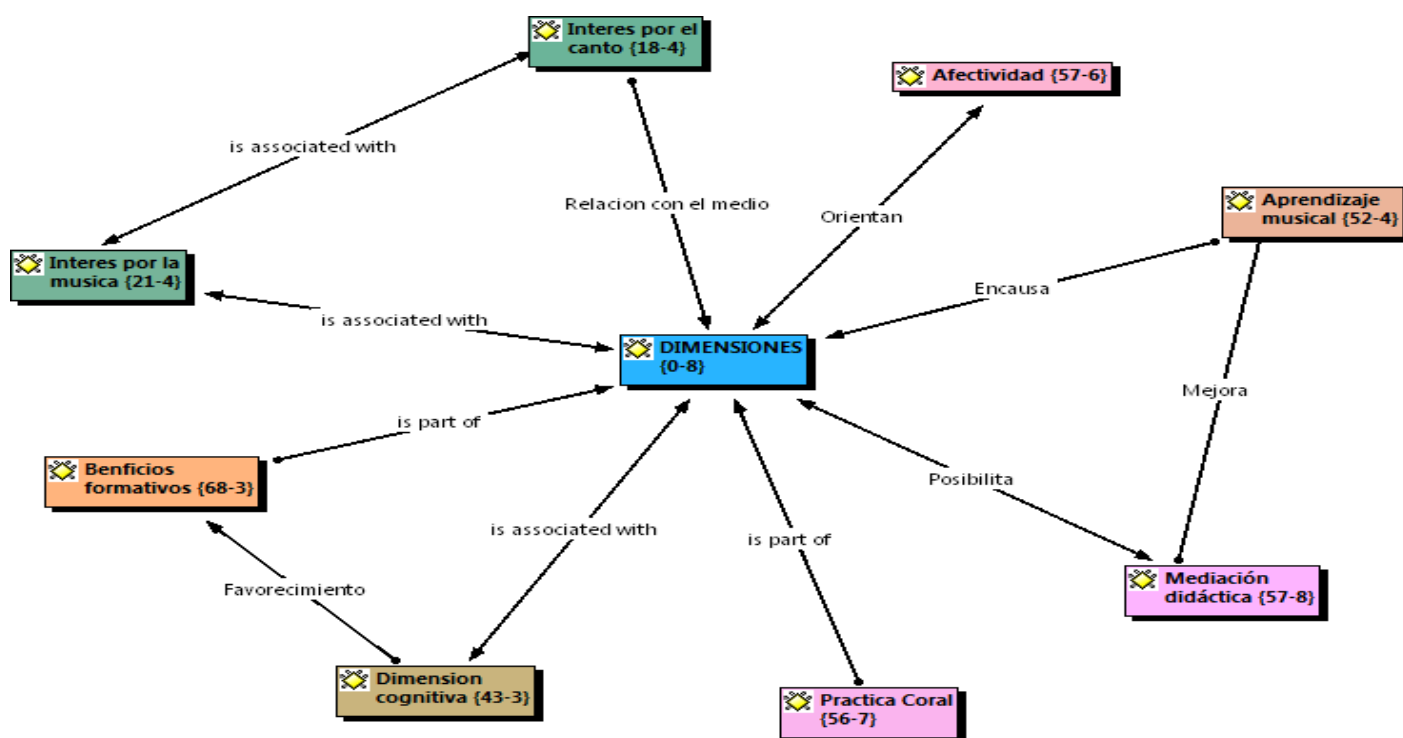 Interes por el
canto {18-4}
Afectividad {57-6}
is associated with
Aprendizaje
musical {52-4}
Relacion con el medio
Orientan
Interes por la
musica {21-4}
Encausa
is associated with
DIMENSIONES
{0-8}
Mejora
is part of
Benficios
formativos {68-3}
Posibilita
is associated with
is part of
Favorecimiento
Mediación
didáctica {57-8}
Dimension
cognitiva {43-3}
Practica Coral
{56-7}